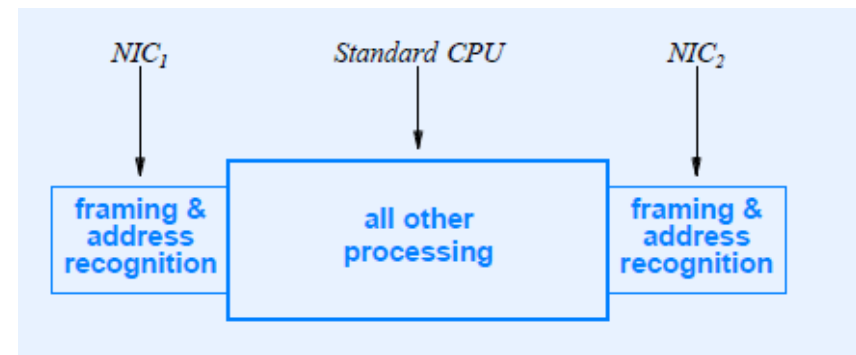 NIC1
Standard CPU
NIC2
framing &
address
recognition
all other
processing
framing &
address
recognition